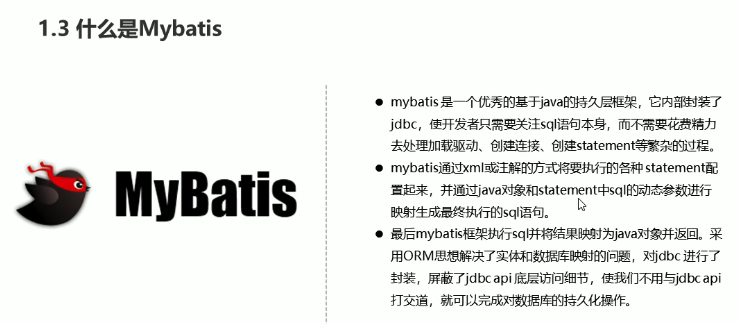 1.3 什么是Mybatis
MyBatis
● mybatis 是一个优秀的基于java的持久层框架，它内部封装了
jdbc，使开发者只需要关注sql语句本身，而不需要花费精力
去处理加载驱动、创建连接、创建statement等繁杂的过程。
● mybatis通过xml或注解的方式将要执行的各种 statement配
置起来，并通过java对象和statement中sql的动态参数进行
映射生成最终执行的sql语句。
● 最后mybatis框架执行sql并将结果映射为java对象并返回。采
用ORM思想解决了实体和数据库映射的问题，对jdbc 进行了
封装，屏蔽了jdbc api 底层访问细节，使我们不用与jdbc api
打交道，就可以完成对数据库的持久化操作。